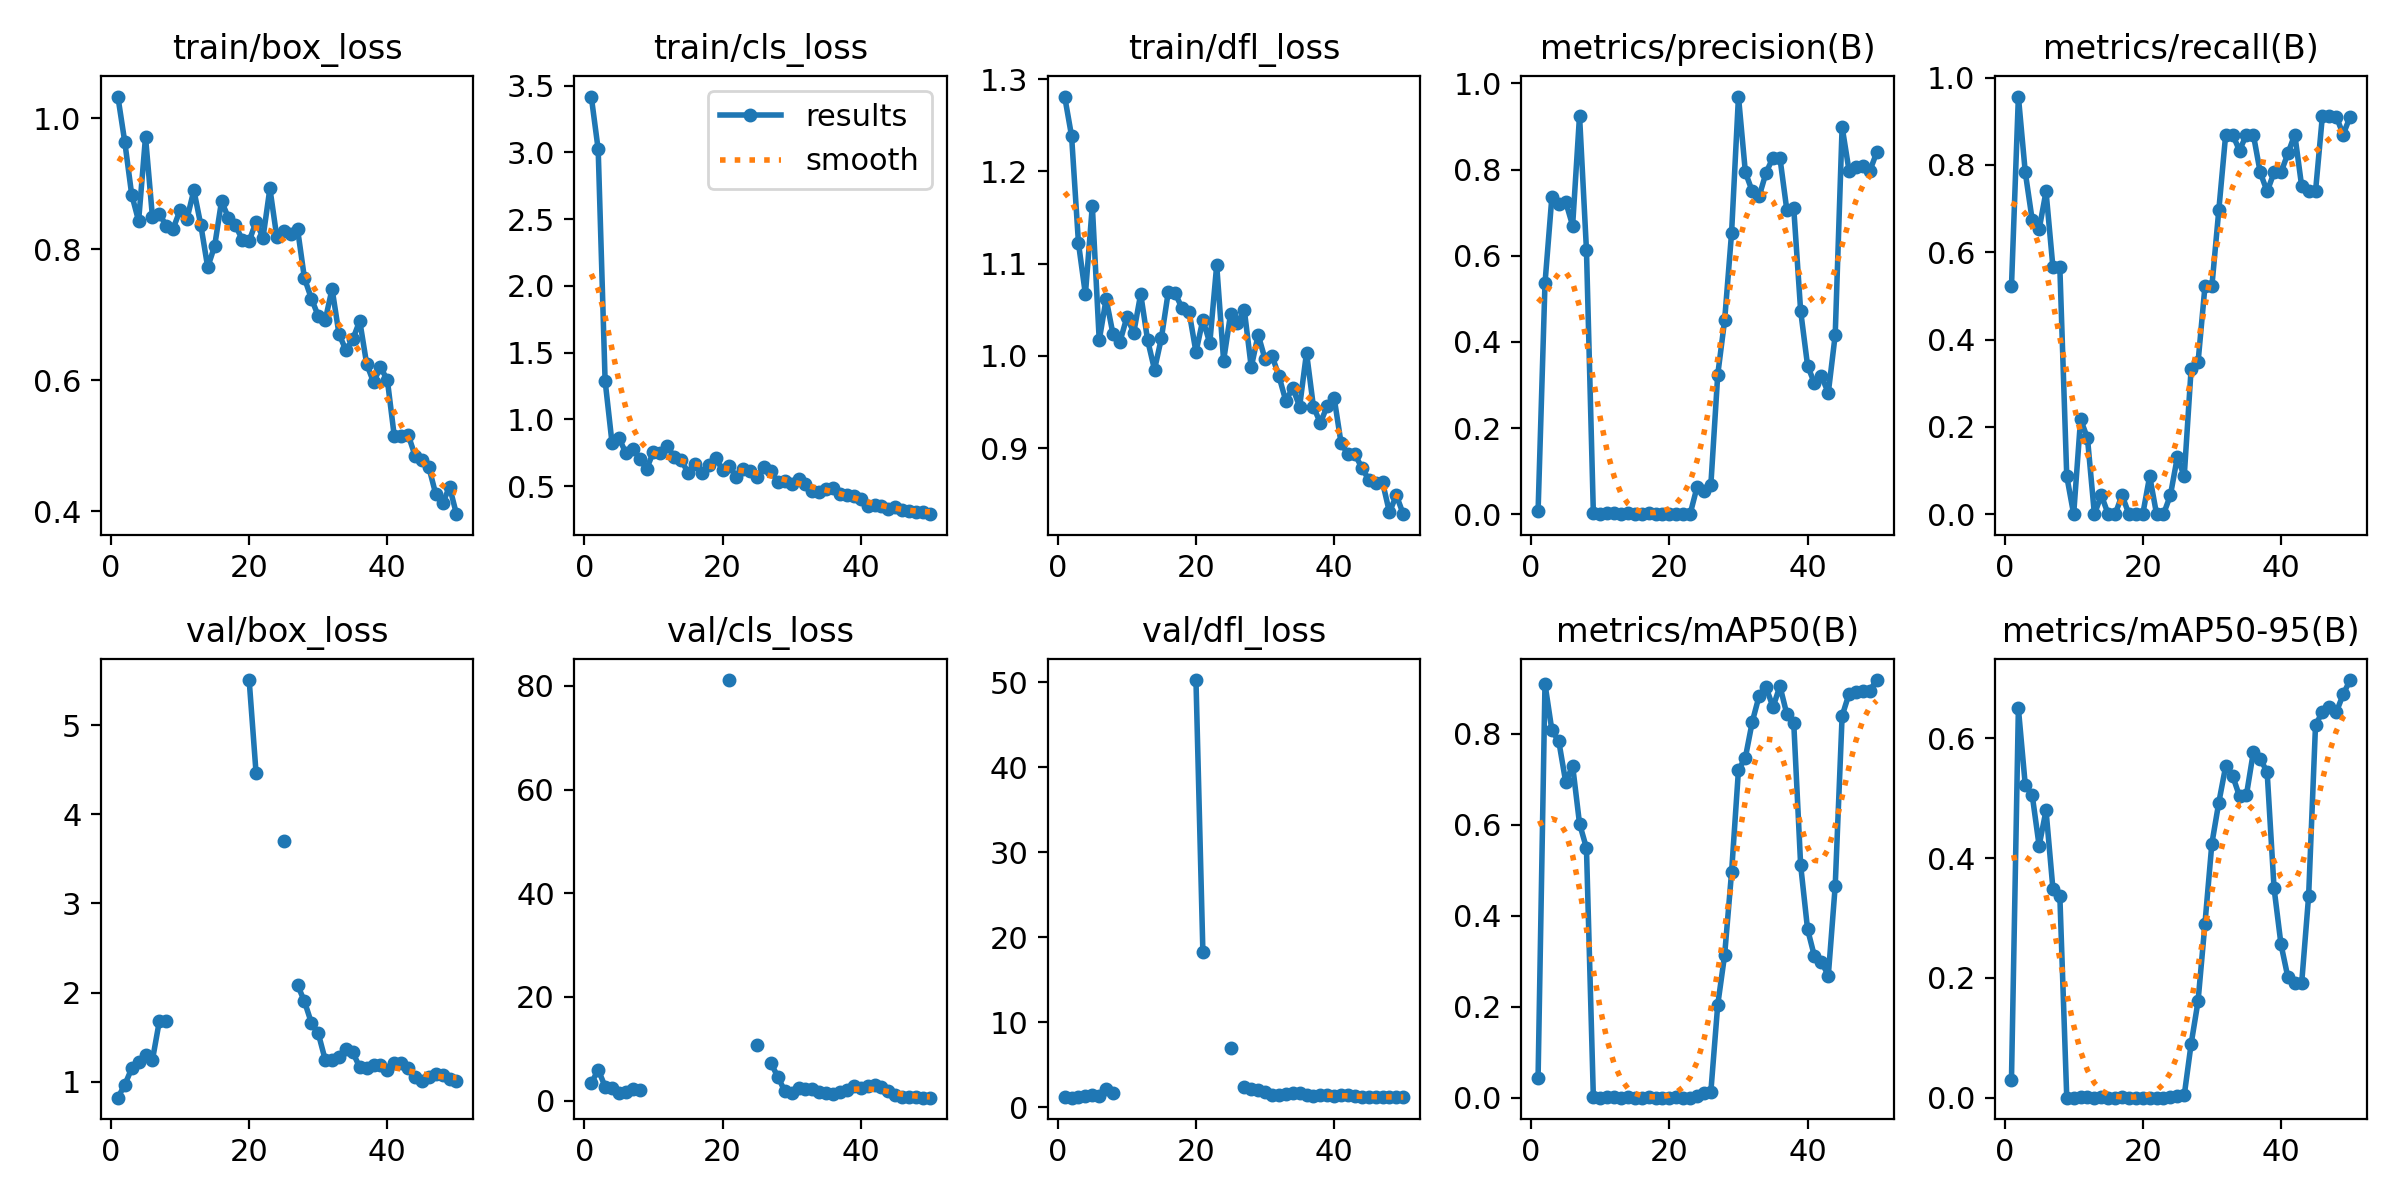 train/box_loss
1.0
0.8
0.6
0.4
0 20 40
train/cls_loss
3.5
3.0
2.5
2.0
1.5
1.0
0.5
0 20 40
results
smooth
train/dfl_loss
1.3
1.2
1.1
1.0
0.9
0 20 40
metrics/precision(B)
1.0
0.8
0.6
0.4
0.2
0.0
0 20 40
metrics/recall(B)
1.0
0.8
0.6
0.4
0.2
0.0
0 20 40
val/box_loss
5
4
3
2
1
0 20 40
val/cls_loss
80
60
40
20
0
0 20 40
val/dfl_loss
50
40
30
20
10
0
0 20 40
metrics/mAP50(B)
0.8
0.6
0.4
0.2
0.0
0 20 40
metrics/mAP50-95(B)
0.6
0.4
0.2
0.0
0 20 40